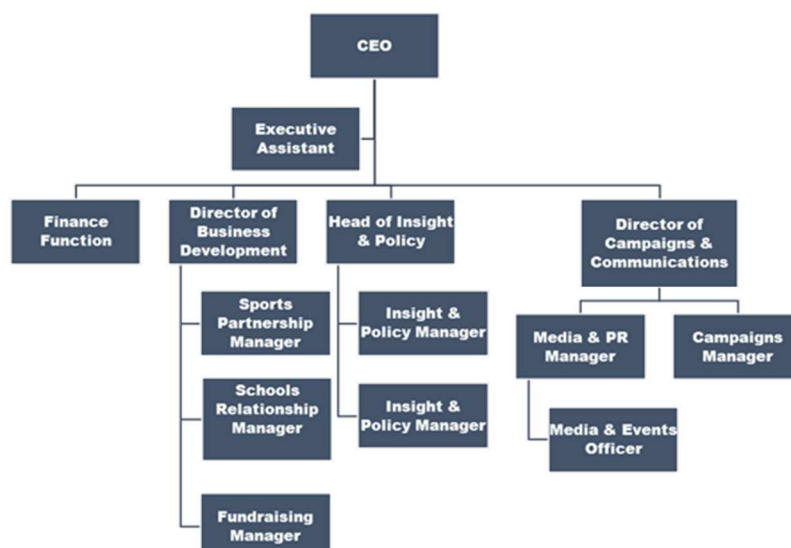 CEO
Executive
Assistant
Finance
Function
Director of
Business
Development
Head of Insight
& Policy
Director of
Campaigns &
Communications
Sports
Partnership
Manager
Insight &
Policy Manager
Media & PR
Manager
Campaigns
Manager
Schools
Relationship
Manager
Insight &
Policy Manager
Media & Events
Officer
Fundraising
Manager